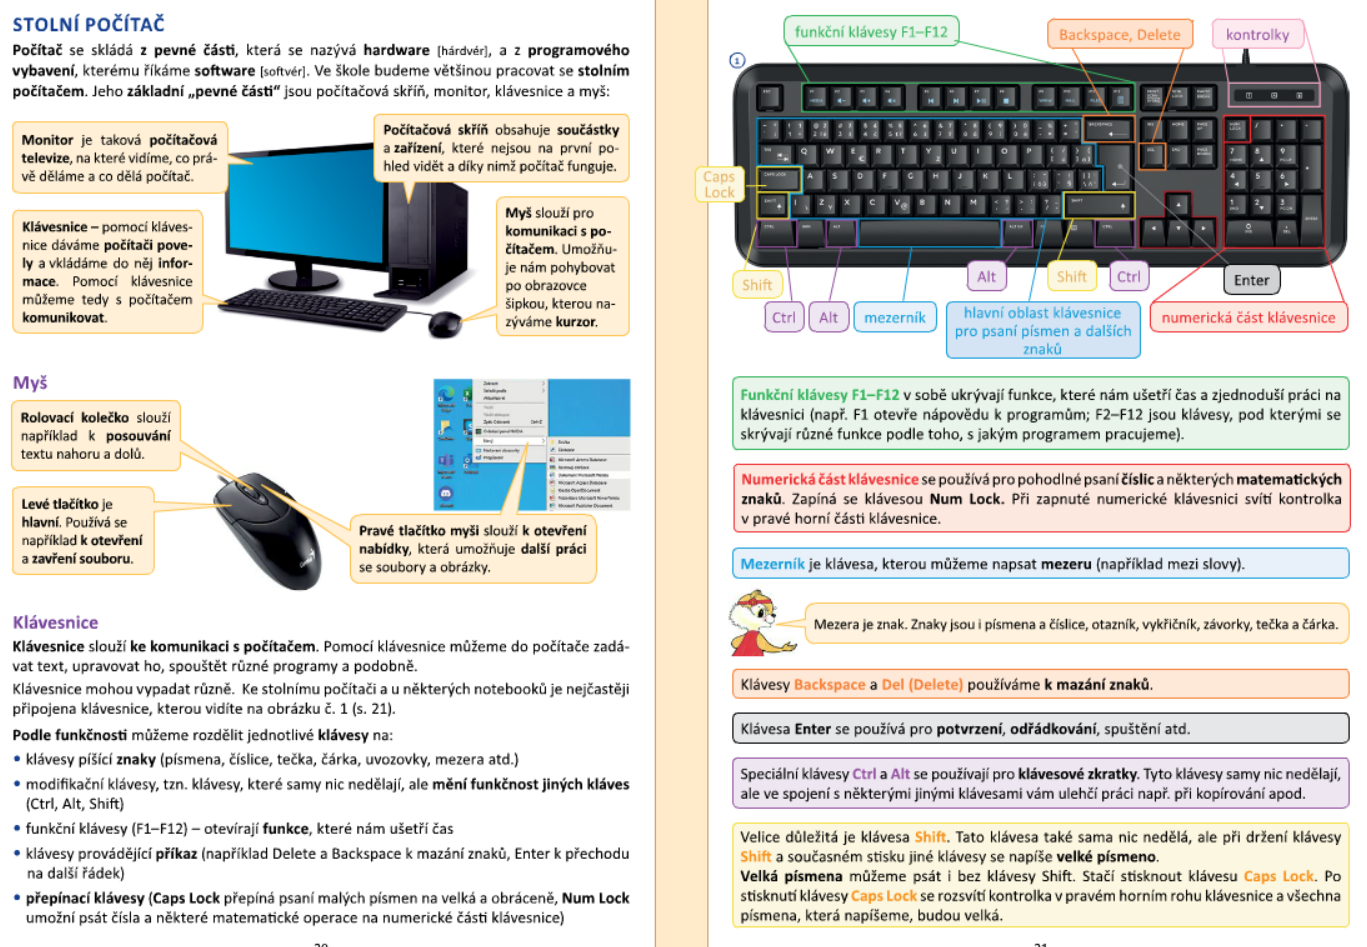 STOLNÍ POČÍTAČ
Počítač se skládá z pevné části, která se nazývá hardware [hárdvér], a z programového
vybavení, kterému říkáme software [softvér]. Ve škole budeme většinou pracovat se stolním
počítačem. Jeho základní „pevné části“ jsou počítačová skříň, monitor, klávesnice a myš:
Monitor je taková počítačová
televize, na které vidíme, co prá-
vě děláme a co dělá počítač.
Počítačová skříň obsahuje součástky
a zařízení, které nejsou na první po-
hled vidět a díky nimž počítač funguje.
Klávesnice – pomocí kláves-
nice dáváme počítači pove-
ly a vkládáme do něj infor-
mace. Pomocí klávesnice
můžeme tedy s počítačem
komunikovat.
Myš slouží pro
komunikaci s po-
čítačem. Umožňu-
je nám pohybovat
po obrazovce
šipkou, kterou na-
zýváme kurzor.
Myš
Rolovací kolečko slouží
například k posouvání
textu nahoru a dolů.
Levé tlačítko je
hlavní. Používá se
například k otevření
a zavření souboru.
Pravé tlačítko myši slouží k otevření
nabídky, která umožňuje další práci
se soubory a obrázky.
Klávesnice
Klávesnice slouží ke komunikaci s počítačem. Pomocí klávesnice můžeme do počítače zadá-
vat text, upravovat ho, spouštět různé programy a podobně.
Klávesnice mohou vypadat různě. Ke stolnímu počítači a u některých notebooků je nejčastěji
připojena klávesnice, kterou vidíte na obrázku č. 1 (s. 21).
Podle funkčnosti můžeme rozdělit jednotlivé klávesy na:
• klávesy píšící znaky (písmena, číslice, tečka, čárka, uvozovky, mezera atd.)
• modifikační klávesy, tzn. klávesy, které samy nic nedělají, ale mění funkčnost jiných kláves
(Ctrl, Alt, Shift)
• funkční klávesy (F1–F12) – otevírají funkce, které nám ušetří čas
• klávesy provádějící příkaz (například Delete a Backspace k mazání znaků, Enter k přechodu
na další řádek)
• přepínací klávesy (Caps Lock přepíná psaní malých písmen na velká a obráceně, Num Lock
umožní psát čísla a některé matematické operace na numerické části klávesnice)
1
funkční klávesy F1–F12
Backspace, Delete
kontrolky
Caps
Lock
Shift
Ctrl
Alt
mezerník
Alt
Shift
Ctrl
Enter
hlavní oblast klávesnice
pro psaní písmen a dalších
znaků
numerická část klávesnice
Funkční klávesy F1–F12 v sobě ukrývají funkce, které nám ušetří čas a zjednoduší práci na
klávesnici (např. F1 otevře nápovědu k programům; F2–F12 jsou klávesy, pod kterými se
skrývají různé funkce podle toho, s jakým programem pracujeme).
Numerická část klávesnice se používá pro pohodlné psaní číslic a některých matematických
znaků. Zapíná se klávesou Num Lock. Při zapnuté numerické klávesnici svítí kontrolka
v pravé horní části klávesnice.
Mezerník je klávesa, kterou můžeme napsat mezeru (například mezi slovy).
Mezera je znak. Znaky jsou i písmena a číslice, otazník, vykřičník, závorky, tečka a čárka.
Klávesy Backspace a Del (Delete) používáme k mazání znaků.
Klávesa Enter se používá pro potvrzení, odřádkování, spuštění atd.
Speciální klávesy Ctrl a Alt se používají pro klávesové zkratky. Tyto klávesy samy nic nedělají,
ale ve spojení s některými jinými klávesami vám ulehčí práci např. při kopírování apod.
Velice důležitá je klávesa Shift. Tato klávesa také sama nic nedělá, ale při držení klávesy
Shift a současném stisku jiné klávesy se napíše velké písmeno.
Velká písmena můžeme psát i bez klávesy Shift. Stačí stisknout klávesu Caps Lock. Po
stisknutí klávesy Caps Lock se rozsvítí kontrolka v pravém horním rohu klávesnice a všechna
písmena, která napíšeme, budou velká.